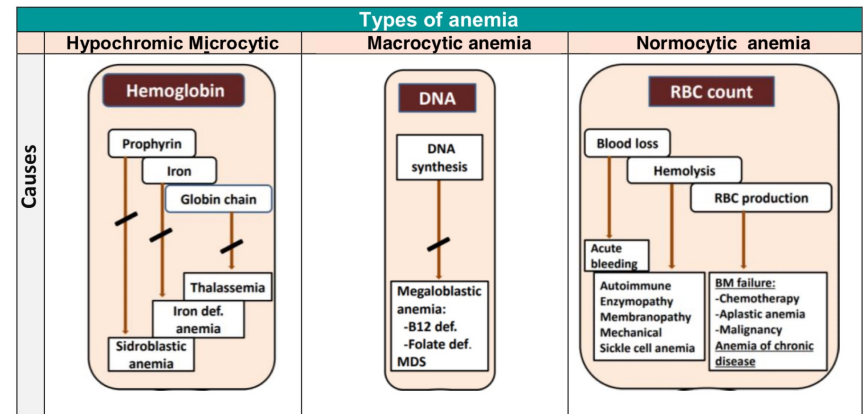 Types of anemia
Hypochromic Microcytic
Macrocytic anemia
Normocytic anemia
Causes
Hemoglobin
Prophyrin
Iron
Globin chain
Thalassemia
Iron def.
anemia
Sidroblastic
anemia
DNA
DNA
synthesis
Megaloblastic
anemia:
-B12 def.
-Folate def.
MDS
RBC count
Blood loss
Hemolysis
RBC production
Acute
bleeding
Autoimmune
Enzymopathy
Membranopathy
Mechanical
Sickle cell anemia
BM failure:
-Chemotherapy
-Aplastic anemia
-Malignancy
Anemia of chronic
disease